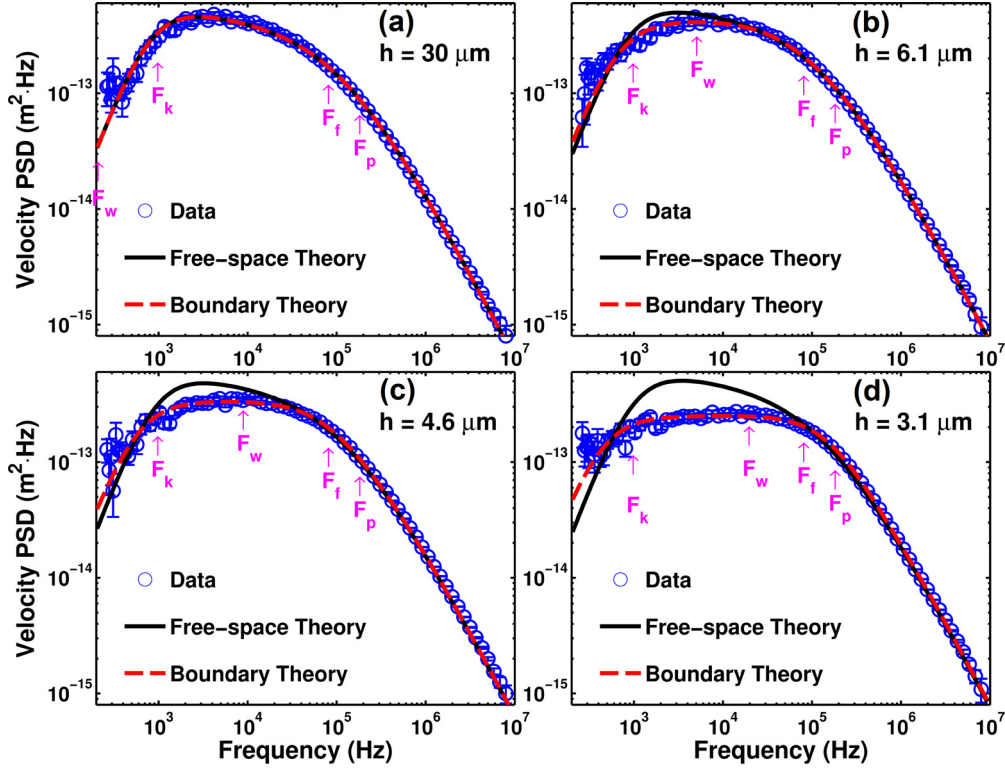 (a)
h = 30 μm
Velocity PSD (m²·Hz)
10⁻¹³
10⁻¹⁴
10⁻¹⁵
F_k
F_f
F_p
F_w
Data
Free-space Theory
Boundary Theory
10³ 10⁴ 10⁵ 10⁶ 10⁷
(b)
h = 6.1 μm
10⁻¹³
10⁻¹⁴
10⁻¹⁵
F_k
F_w
F_f
F_p
Data
Free-space Theory
Boundary Theory
10³ 10⁴ 10⁵ 10⁶ 10⁷
(c)
h = 4.6 μm
Velocity PSD (m²·Hz)
10⁻¹³
10⁻¹⁴
10⁻¹⁵
F_k
F_w
F_f
F_p
Data
Free-space Theory
Boundary Theory
10³ 10⁴ 10⁵ 10⁶ 10⁷
Frequency (Hz)
(d)
h = 3.1 μm
10⁻¹³
10⁻¹⁴
10⁻¹⁵
F_k
F_w
F_f
F_p
Data
Free-space Theory
Boundary Theory
10³ 10⁴ 10⁵ 10⁶ 10⁷
Frequency (Hz)